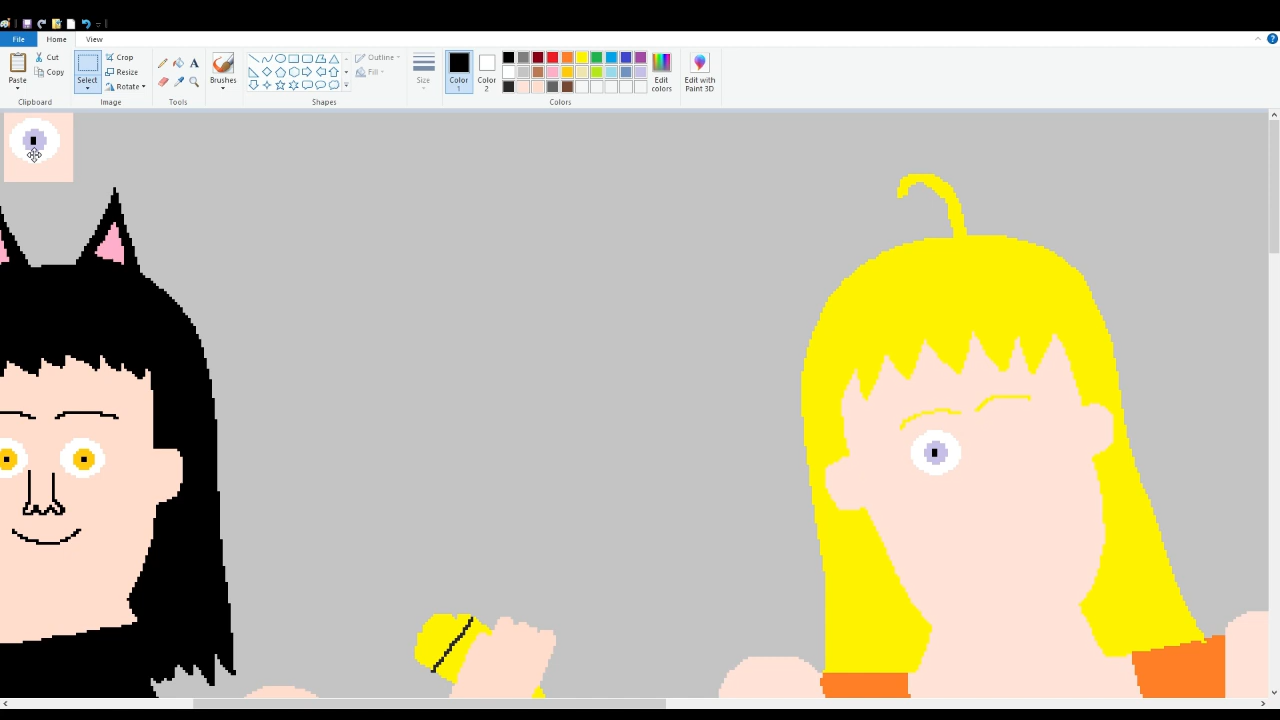 File Home View
Paste Cut Copy Clipboard
Select Crop Resize Rotate Image
Tools
Brushes
Shapes Outline Fill
Size
Color 1 Color 2 Edit colors Colors
Edit with Paint 3D